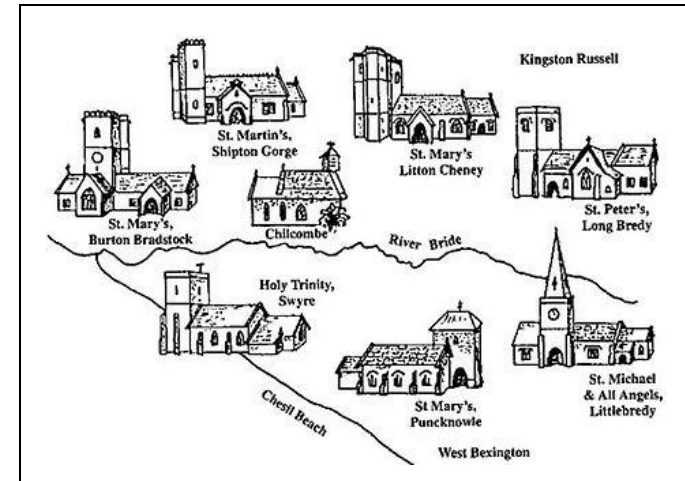 Kingston Russell
St. Martin's,
Shipton Gorge
St. Mary's
Litton Cheney
St. Peter's,
Long Bredy
St. Mary's,
Burton Bradstock
Chilcombe
River Bride
Holy Trinity,
Swyre
St. Michael
& All Angels,
Littlebredy
Chesil Beach
St Mary's,
Puncknowle
West Bexington